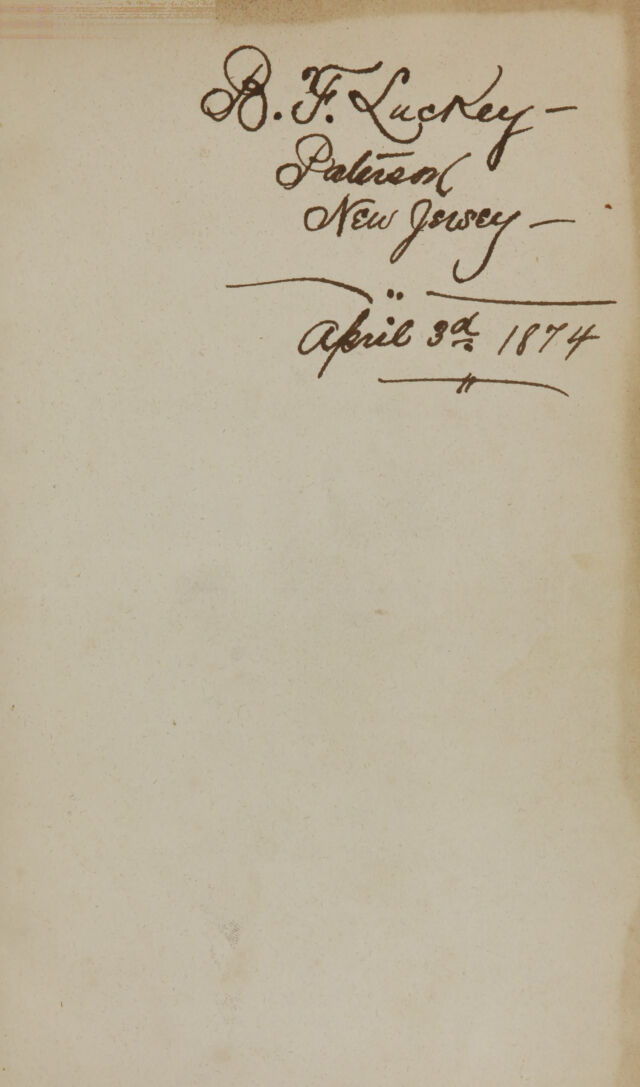 B. F. Luckey –
Paterson
New Jersey –
April 3d 1874